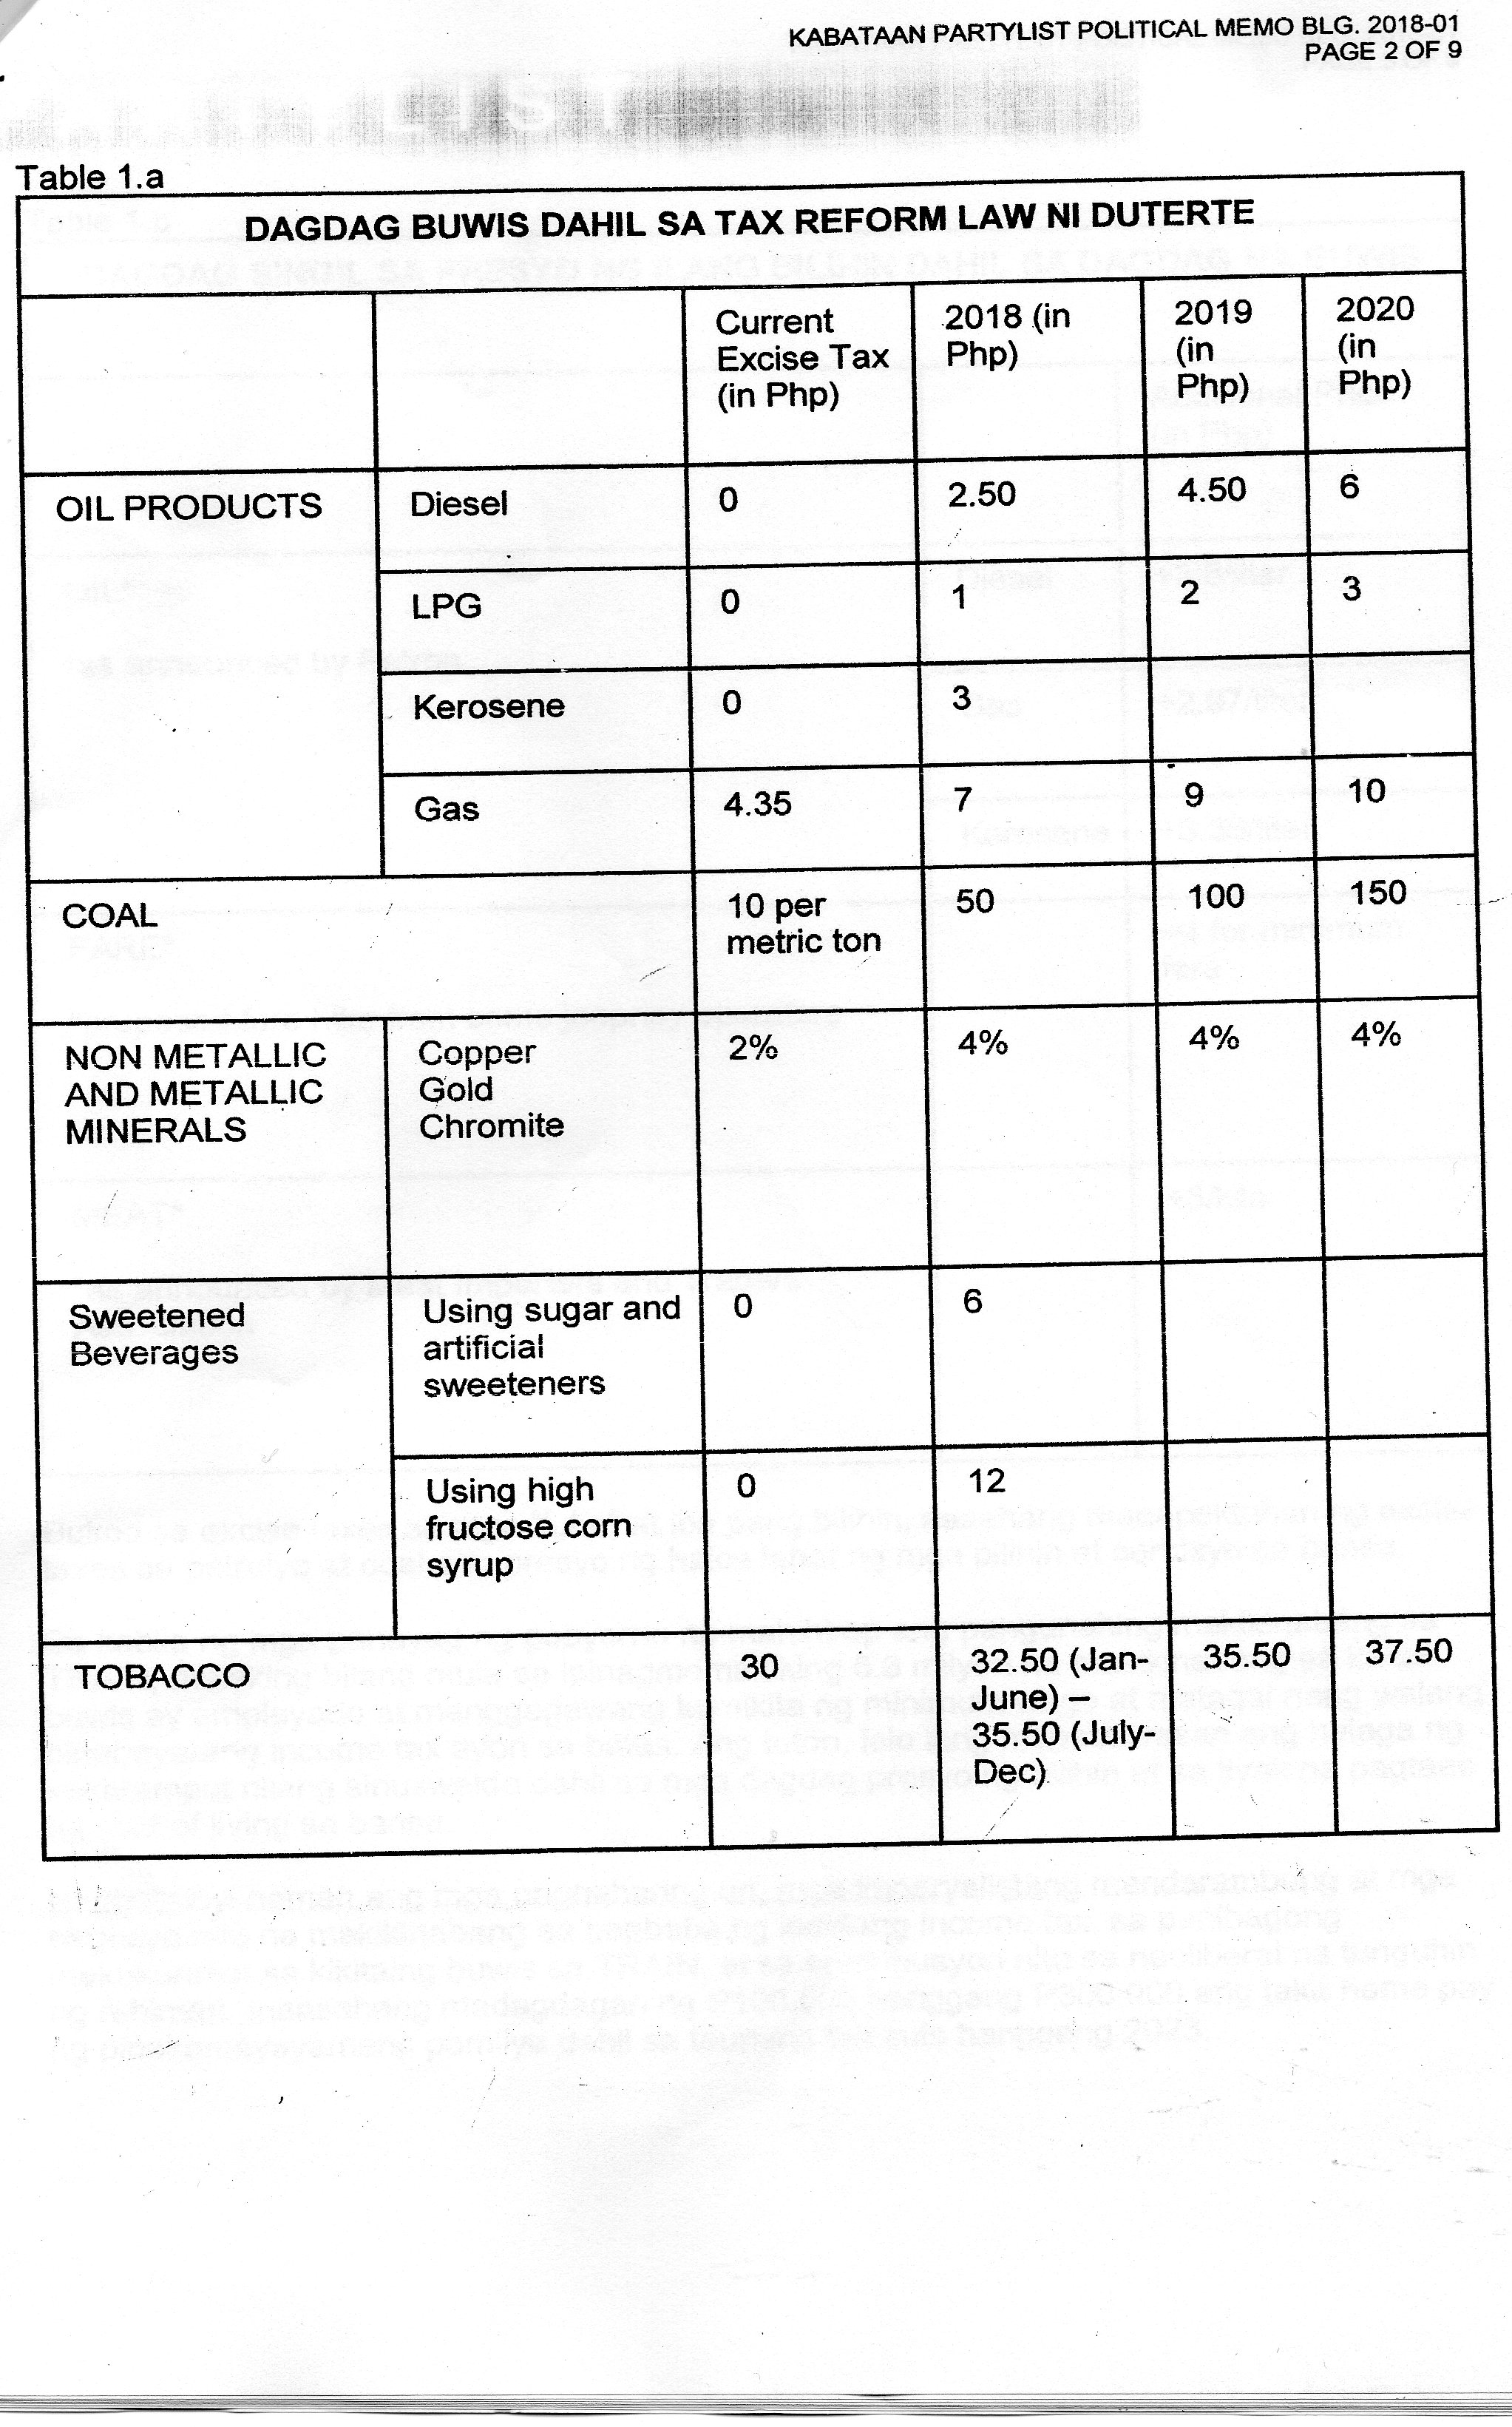 KABATAAN PARTYLIST POLITICAL MEMO BLG. 2018-01
PAGE 2 OF 9
Table 1.a
DAGDAG BUWIS DAHIL SA TAX REFORM LAW NI DUTERTE
Current Excise Tax (in Php)
2018 (in Php)
2019 (in Php)
2020 (in Php)
OIL PRODUCTS
Diesel
0
2.50
4.50
6
LPG
0
1
2
3
Kerosene
0
3
Gas
4.35
7
9
10
COAL
10 per metric ton
50
100
150
NON METALLIC
AND METALLIC
MINERALS
Copper
Gold
Chromite
2%
4%
4%
4%
Sweetened
Beverages
Using sugar and
artificial
sweeteners
0
6
Using high
fructose corn
syrup
0
12
TOBACCO
30
32.50 (Jan-
June) –
35.50 (July-
Dec)
35.50
37.50